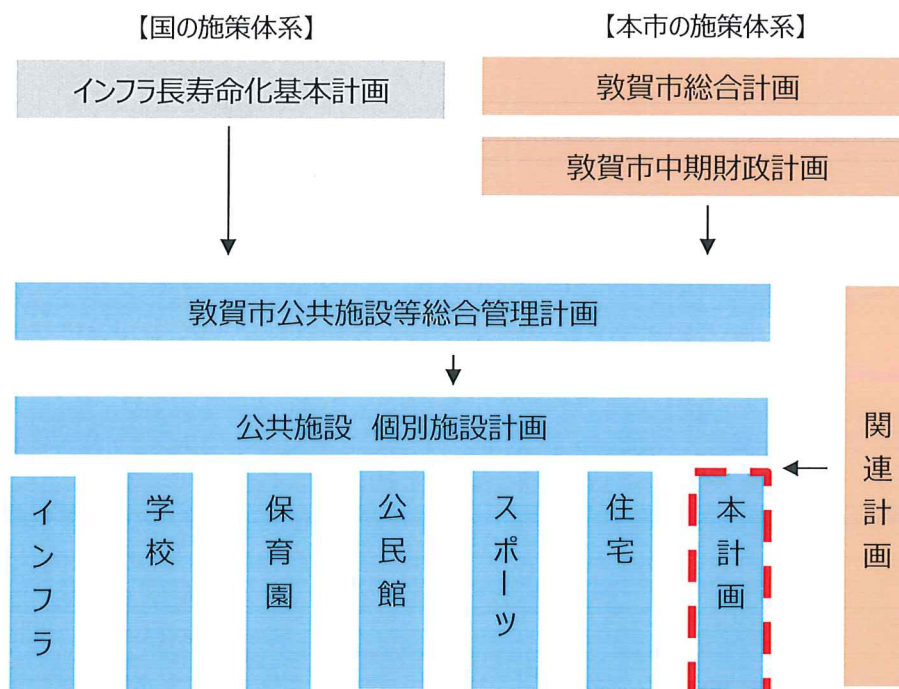 【国の施策体系】
【本市の施策体系】
インフラ長寿命化基本計画
敦賀市総合計画
敦賀市中期財政計画
敦賀市公共施設等総合管理計画
公共施設 個別施設計画
インフラ
学校
保育園
公民館
スポーツ
住宅
本計画
関連計画